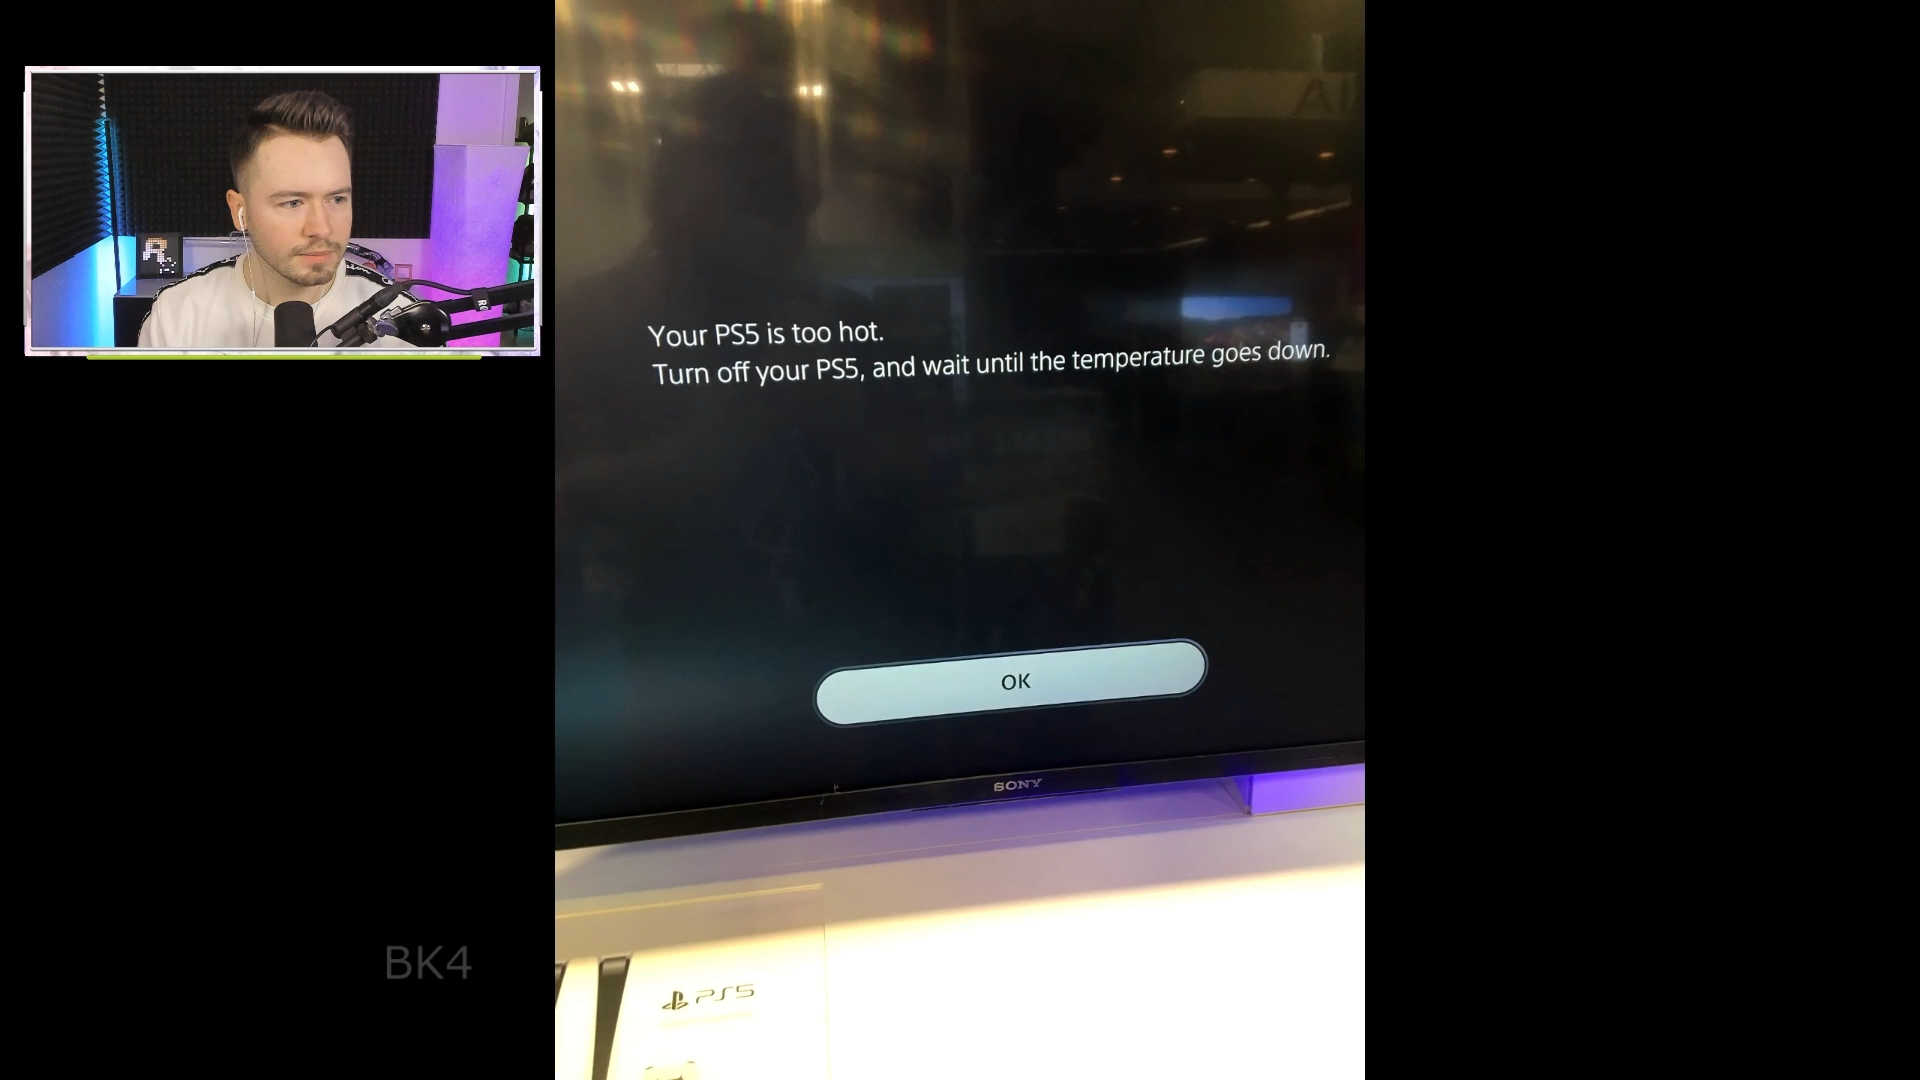 Your PS5 is too hot.
Turn off your PS5, and wait until the temperature goes down.
OK
SONY
BK4
PS5